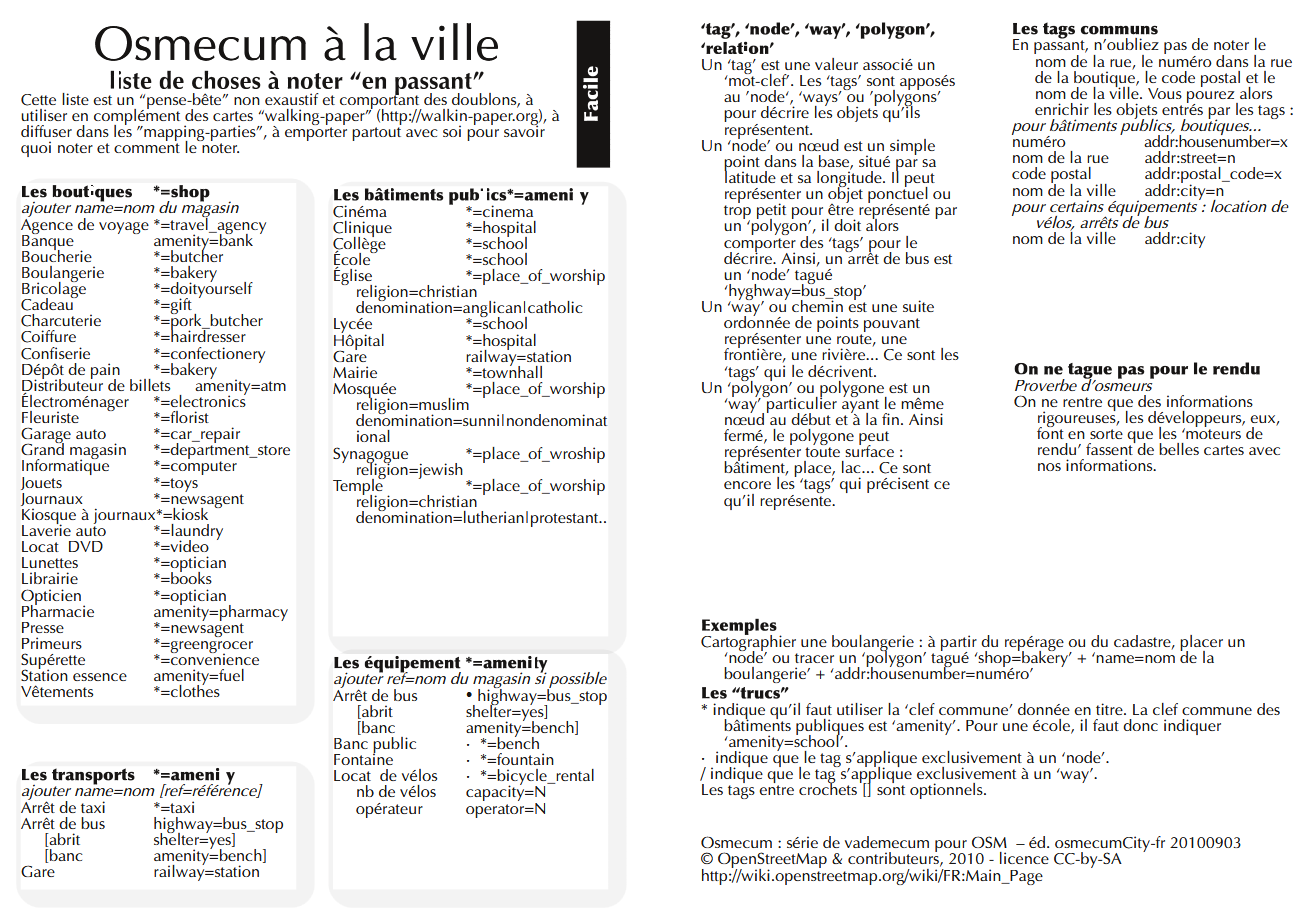 Osmecum à la ville
liste de choses à noter “en passant”
Facile
Cette liste est un “pense-bête” non exaustif et comportant des doublons, à
utiliser en complément des cartes “walking-paper” (http://walkin-paper.org), à
diffuser dans les ”mapping-parties”, à emporter partout avec soi pour savoir
quoi noter et comment le noter.
Les boutiques *=shop
ajouter name=nom du magasin
Agence de voyage *=travel_agency
Banque amenity=bank
Boucherie *=butcher
Boulangerie *=bakery
Bricolage *=doityourself
Cadeau *=gift
Charcuterie *=pork_butcher
Coiffure *=hairdresser
Confiserie *=confectionery
Dépôt de pain *=bakery
Distributeur de billets amenity=atm
Électroménager *=electronics
Fleuriste *=florist
Garage auto *=car_repair
Grand magasin *=department_store
Informatique *=computer
Jouets *=toys
Journaux *=newsagent
Kiosque à journaux*=kiosk
Laverie auto *=laundry
Locat DVD *=video
Lunettes *=optician
Librairie *=books
Opticien *=optician
Pharmacie amenity=pharmacy
Presse *=newsagent
Primeurs *=greengrocer
Supérette *=convenience
Station essence amenity=fuel
Vêtements *=clothes
Les transports *=ameni y
ajouter name=nom [ref=référence]
Arrêt de taxi *=taxi
Arrêt de bus highway=bus_stop
[abrit shelter=yes]
[banc amenity=bench]
Gare railway=station
Les bâtiments pub ics*=ameni y
Cinéma *=cinema
Clinique *=hospital
Collège *=school
École *=school
Église *=place_of_worship
religion=christian
denomination=anglican|catholic
Lycée *=school
Hôpital *=hospital
Gare railway=station
Mairie *=townhall
Mosquée *=place_of_worship
religion=muslim
denomination=sunni|nondenominat
ional
Synagogue *=place_of_wroship
religion=jewish
Temple *=place_of_worship
religion=christian
denomination=lutherian|protestant..
Les équipement *=amenity
ajouter ref=nom du magasin si possible
Arrêt de bus • highway=bus_stop
[abrit shelter=yes]
[banc amenity=bench]
Banc public · *=bench
Fontaine · *=fountain
Locat de vélos · *=bicycle_rental
nb de vélos capacity=N
opérateur operator=N
‘tag’, ‘node’, ‘way’, ‘polygon’,
‘relation’
Un ‘tag’ est une valeur associé un
‘mot-clef’. Les ‘tags’ sont apposés
au ’node’, ‘ways’ ou ’polygons’
pour décrire les objets qu’ils
représentent.
Un ‘node’ ou nœud est un simple
point dans la base, situé par sa
latitude et sa longitude. Il peut
représenter un objet ponctuel ou
trop petit pour être représenté par
un ‘polygon’, il doit alors
comporter des ‘tags’ pour le
décrire. Ainsi, un arrêt de bus est
un ‘node’ tagué
‘hyghway=bus_stop’
Un ‘way’ ou chemin est une suite
ordonnée de points pouvant
représenter une route, une
frontière, une rivière... Ce sont les
‘tags’ qui le décrivent.
Un ‘polygon’ ou polygone est un
‘way’ particulier ayant le même
nœud au début et à la fin. Ainsi
fermé, le polygone peut
représenter toute surface :
bâtiment, place, lac... Ce sont
encore les ‘tags’ qui précisent ce
qu’il représente.
Les tags communs
En passant, n’oubliez pas de noter le
nom de la rue, le numéro dans la rue
de la boutique, le code postal et le
nom de la ville. Vous pourez alors
enrichir les objets entrés par les tags :
pour bâtiments publics, boutiques...
numéro addr:housenumber=x
nom de la rue addr:street=n
code postal addr:postal_code=x
nom de la ville addr:city=n
pour certains équipements : location de
vélos, arrêts de bus
nom de la ville addr:city
On ne tague pas pour le rendu
Proverbe d’osmeurs
On ne rentre que des informations
rigoureuses, les développeurs, eux,
font en sorte que les ‘moteurs de
rendu’ fassent de belles cartes avec
nos informations.
Exemples
Cartographier une boulangerie : à partir du repérage ou du cadastre, placer un
‘node’ ou tracer un ‘polygon’ tagué ‘shop=bakery’ + ‘name=nom de la
boulangerie’ + ‘addr:housenumber=numéro’
Les “trucs”
* indique qu’il faut utiliser la ‘clef commune’ donnée en titre. La clef commune des
bâtiments publiques est ‘amenity’. Pour une école, il faut donc indiquer
‘amenity=school’.
· indique que le tag s’applique exclusivement à un ‘node’.
/ indique que le tag s’applique exclusivement à un ‘way’.
Les tags entre crochets [] sont optionnels.
Osmecum : série de vademecum pour OSM – éd. osmecumCity-fr 20100903
© OpenStreetMap & contributeurs, 2010 - licence CC-by-SA
http://wiki.openstreetmap.org/wiki/FR:Main_Page